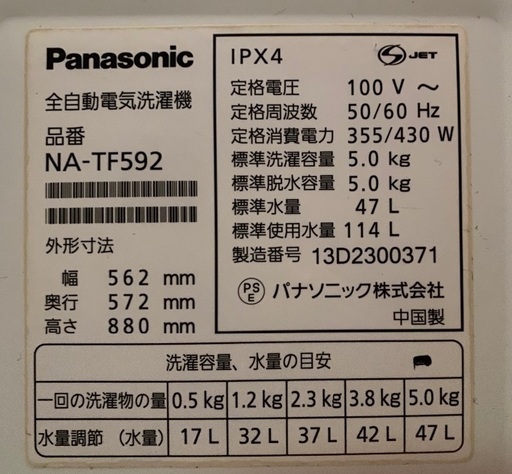 Panasonic
全自動電気洗濯機
品番
NA-TF592
外形寸法
幅 562 mm
奥行 572 mm
高さ 880 mm
IPX4
S JET
定格電圧 100 V ～
定格周波数 50/60 Hz
定格消費電力 355/430 W
標準洗濯容量 5.0 kg
標準脱水容量 5.0 kg
標準水量 47 L
標準使用水量 114 L
製造番号 13D2300371
PSE パナソニック株式会社
中国製
洗濯容量、水量の目安
一回の洗濯物の量 0.5 kg 1.2 kg 2.3 kg 3.8 kg 5.0 kg
水量調節 (水量) 17 L 32 L 37 L 42 L 47 L